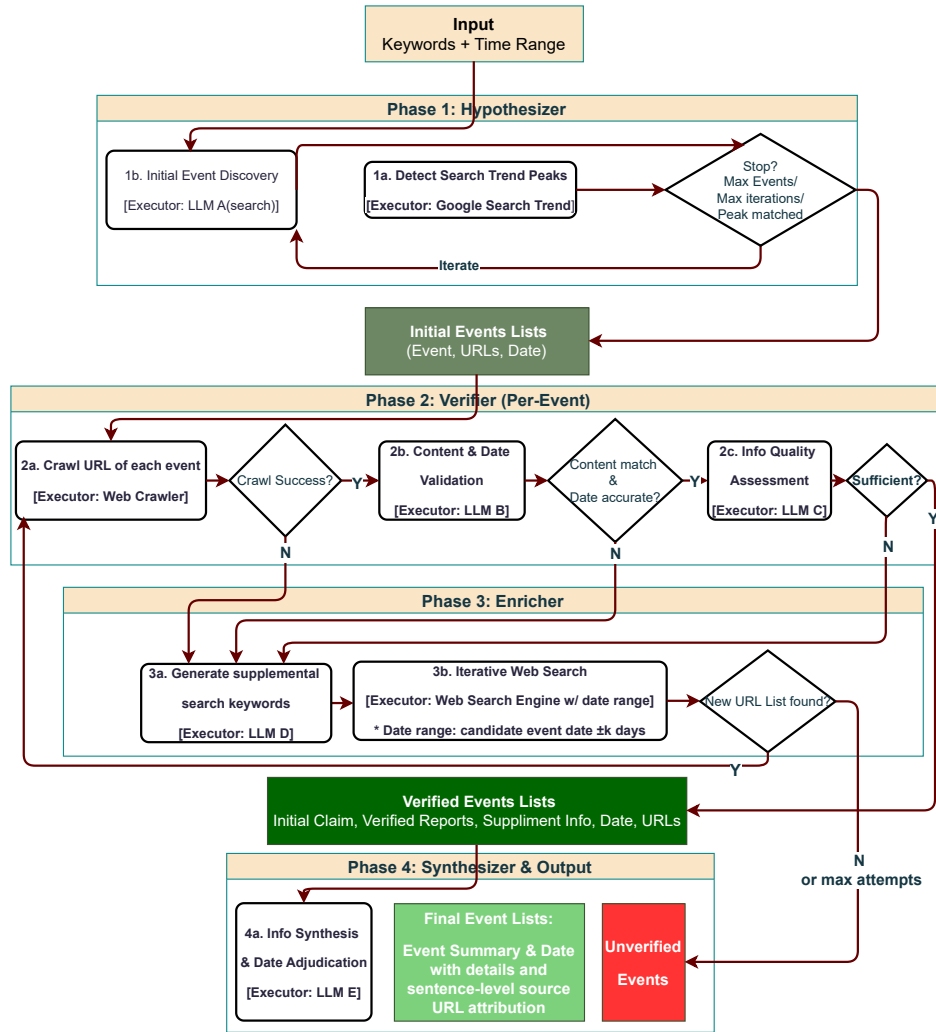 Input
Keywords + Time Range
Phase 1: Hypothesizer
1b. Initial Event Discovery
[Executor: LLM A(search)]
1a. Detect Search Trend Peaks
[Executor: Google Search Trend]
Stop?
Max Events/
Max iterations/
Peak matched
Iterate
Initial Events Lists
(Event, URLs, Date)
Phase 2: Verifier (Per-Event)
2a. Crawl URL of each event
[Executor: Web Crawler]
Crawl Success?
Y
2b. Content & Date
Validation
[Executor: LLM B]
Content match
&
Date accurate?
Y
2c. Info Quality
Assessment
[Executor: LLM C]
Sufficient?
Y
N
N
N
Phase 3: Enricher
3a. Generate supplemental
search keywords
[Executor: LLM D]
3b. Iterative Web Search
[Executor: Web Search Engine w/ date range]
* Date range: candidate event date ±k days
New URL List found?
Y
Verified Events Lists
Initial Claim, Verified Reports, Suppliment Info, Date, URLs
N
or max attempts
Phase 4: Synthesizer & Output
4a. Info Synthesis
& Date Adjudication
[Executor: LLM E]
Final Event Lists:
Event Summary & Date
with details and
sentence-level source
URL attribution
Unverified
Events